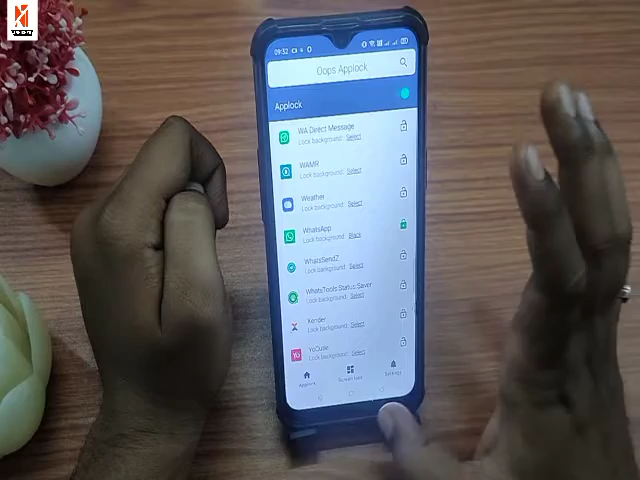 09:32
Oops Applock
Applock
WA Direct Message
Lock background: Select
WAMR
Lock background: Select
Weather
Lock background: Select
WhatsApp
Lock background: Black
WhatsSendZ
Lock background: Select
WhatsTools Status Saver
Lock background: Select
Xender
Lock background: Select
YoCutie
Lock background: Select
Applock
Screen lock
Settings